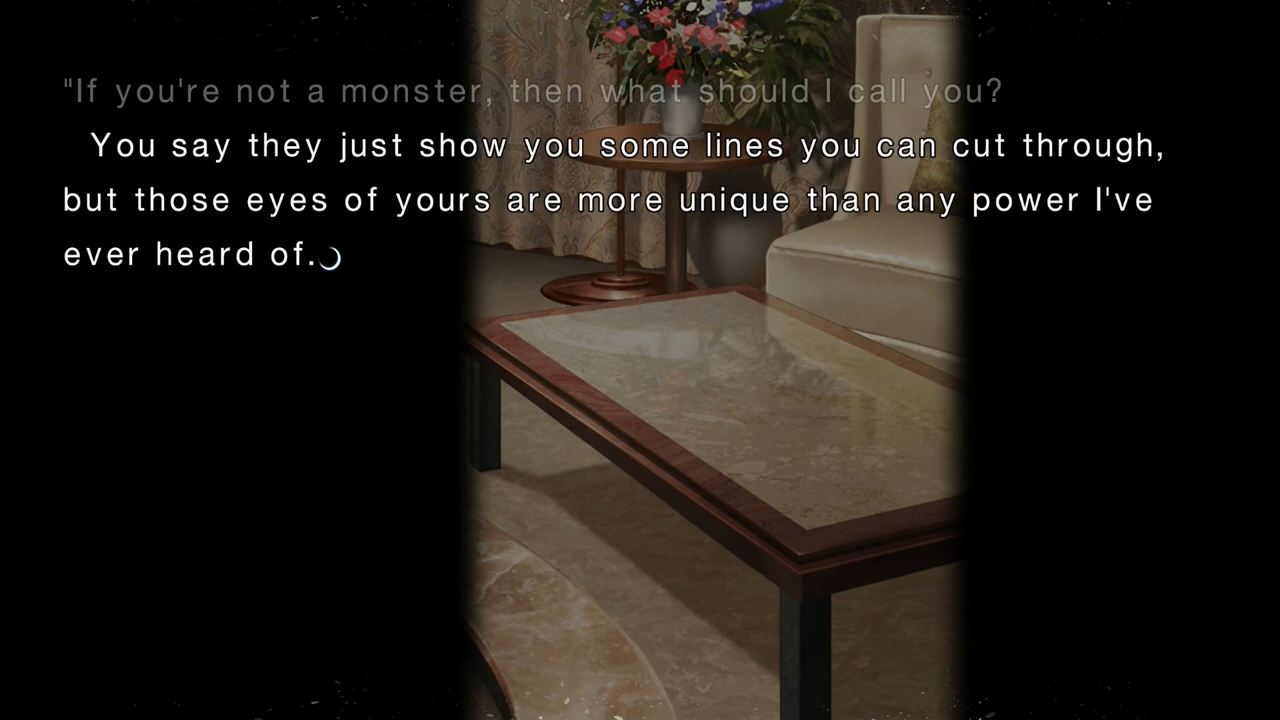 "If you're not a monster, then what should I call you?
You say they just show you some lines you can cut through,
but those eyes of yours are more unique than any power I've
ever heard of.